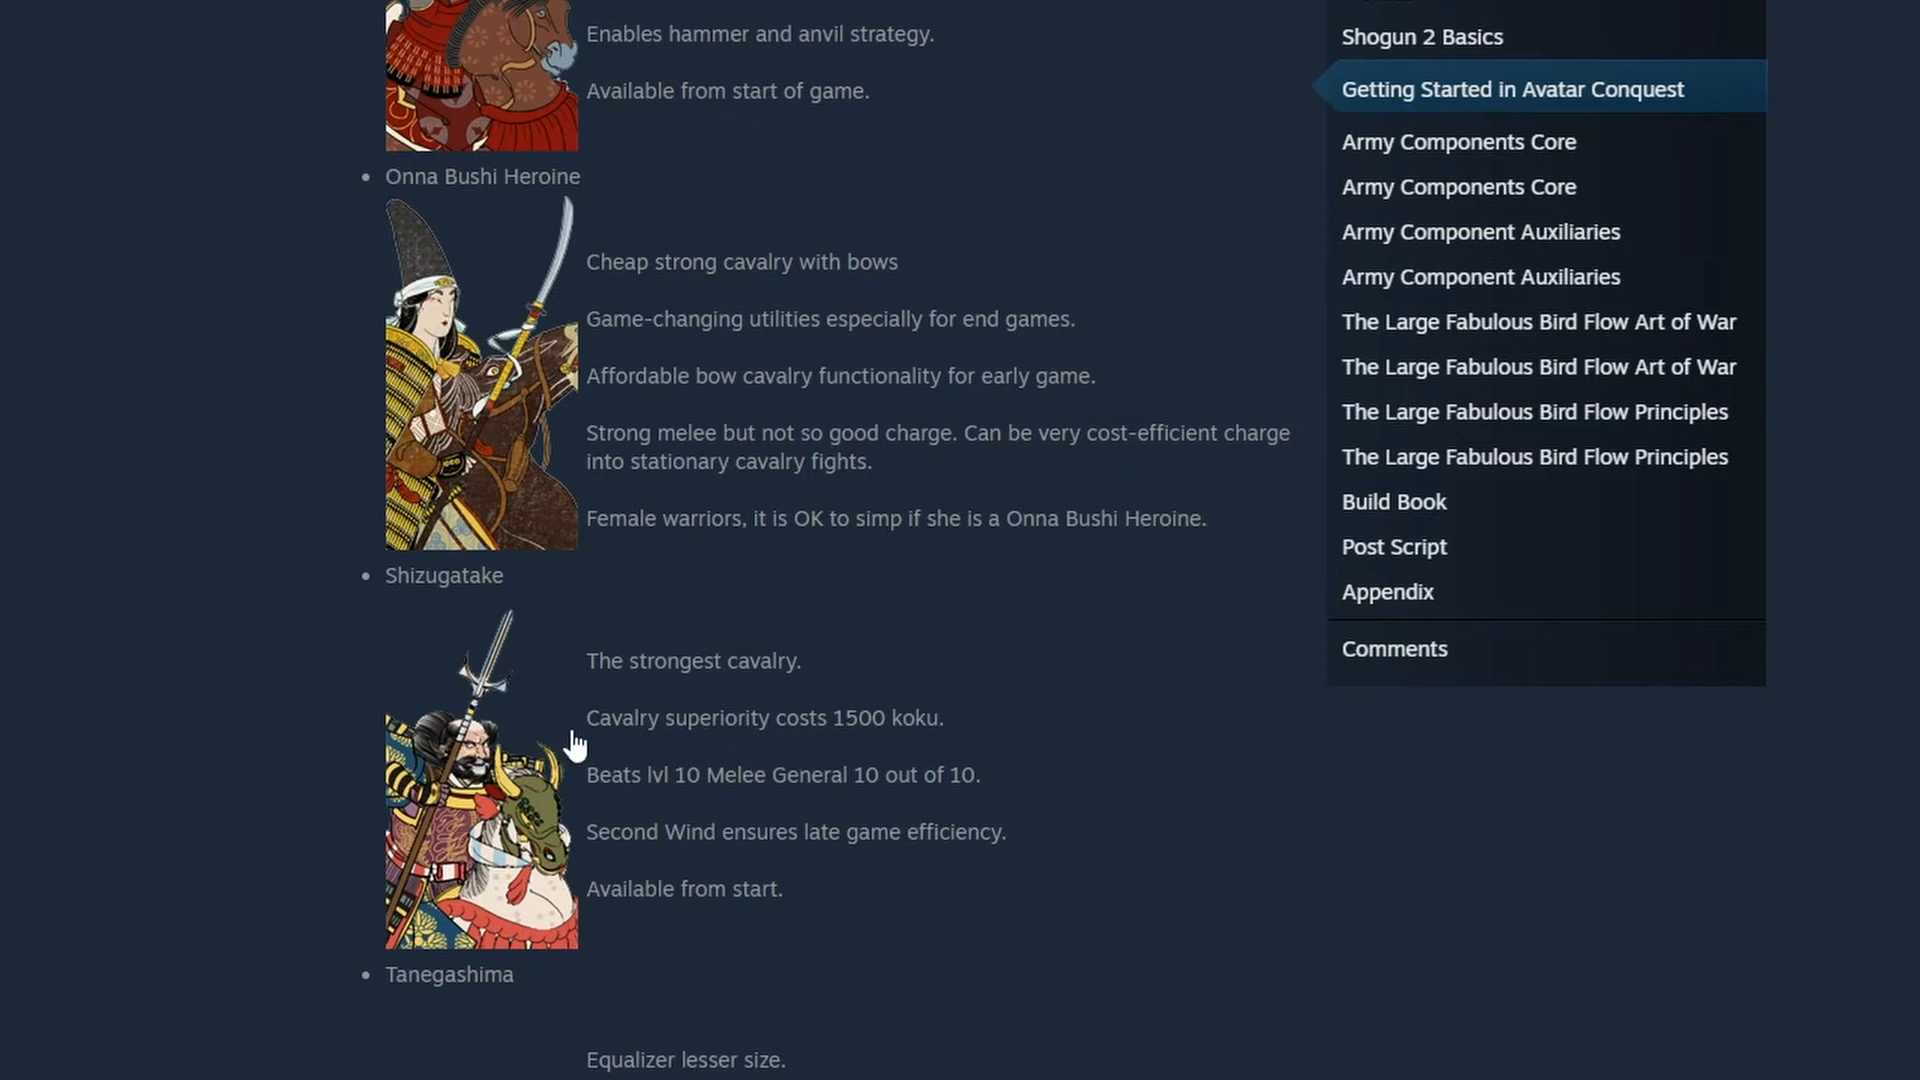 Enables hammer and anvil strategy.
Available from start of game.
• Onna Bushi Heroine
Cheap strong cavalry with bows
Game-changing utilities especially for end games.
Affordable bow cavalry functionality for early game.
Strong melee but not so good charge. Can be very cost-efficient charge
into stationary cavalry fights.
Female warriors, it is OK to simp if she is a Onna Bushi Heroine.
• Shizugatake
The strongest cavalry.
Cavalry superiority costs 1500 koku.
Beats lvl 10 Melee General 10 out of 10.
Second Wind ensures late game efficiency.
Available from start.
• Tanegashima
Equalizer lesser size.
Shogun 2 Basics
Getting Started in Avatar Conquest
Army Components Core
Army Components Core
Army Component Auxiliaries
Army Component Auxiliaries
The Large Fabulous Bird Flow Art of War
The Large Fabulous Bird Flow Art of War
The Large Fabulous Bird Flow Principles
The Large Fabulous Bird Flow Principles
Build Book
Post Script
Appendix
Comments